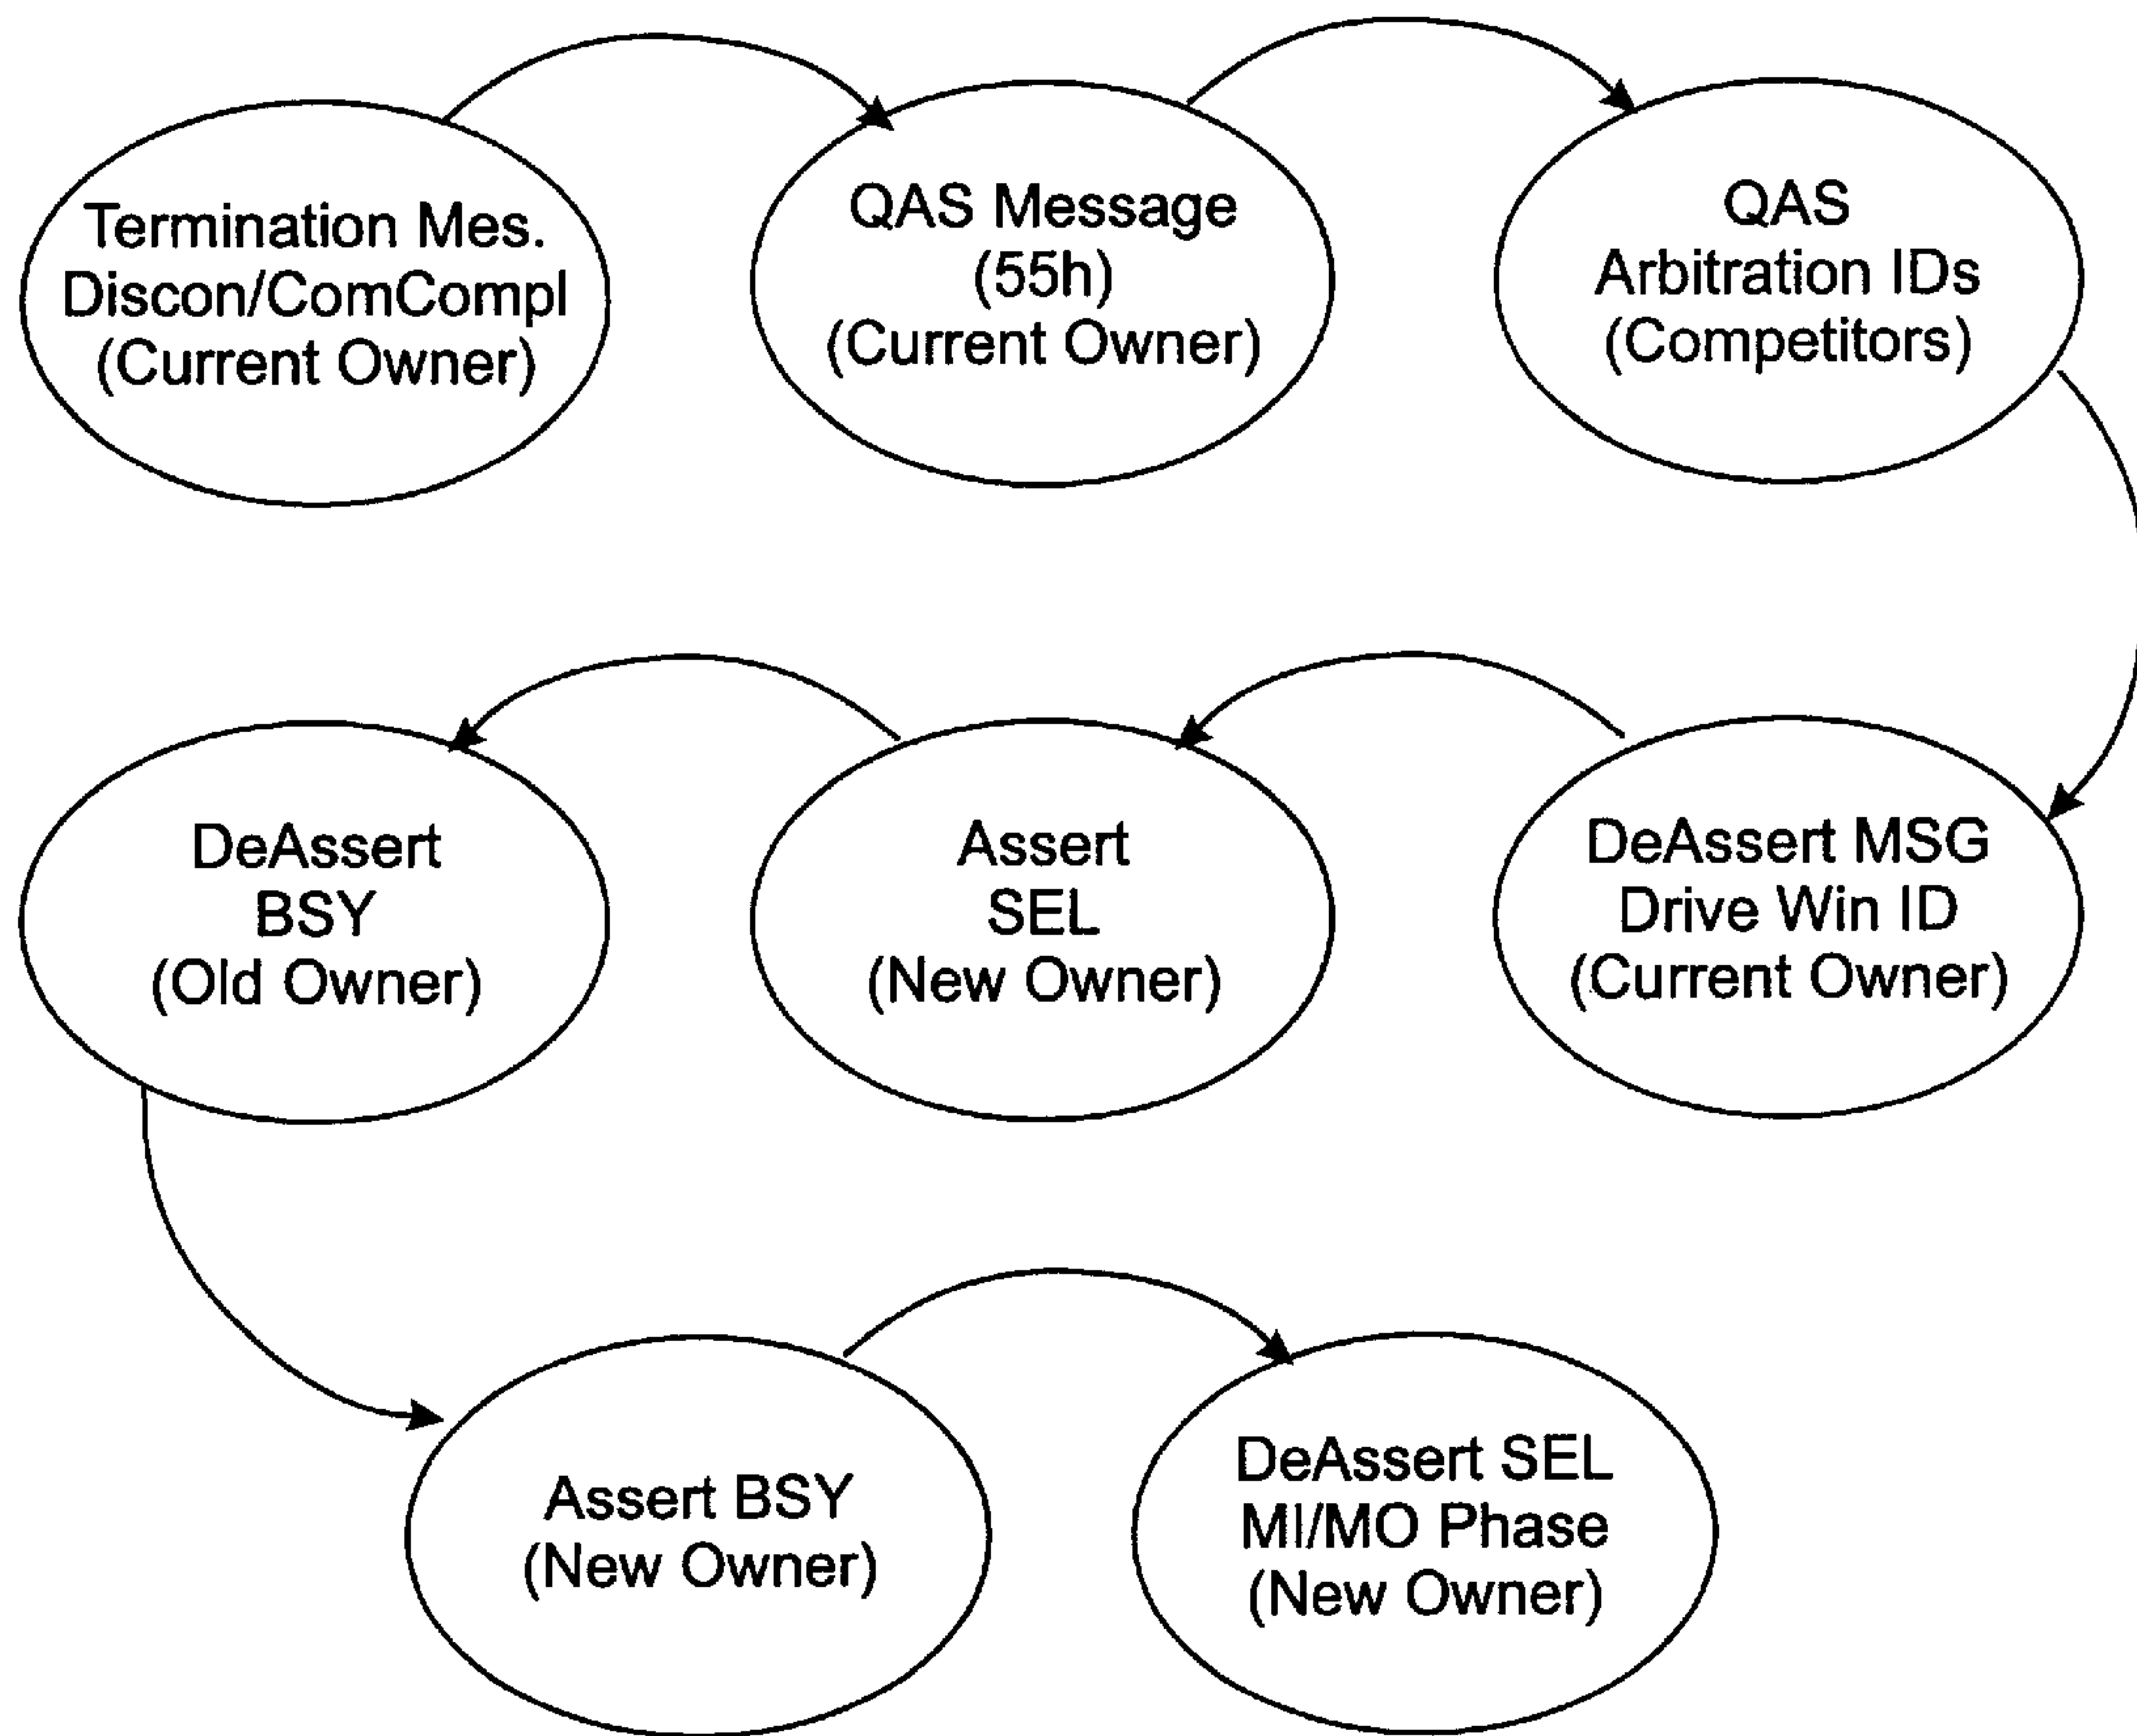 Termination Mes.
Discon/ComCompl
(Current Owner)
QAS Message
(55h)
(Current Owner)
QAS
Arbitration IDs
(Competitors)
DeAssert
BSY
(Old Owner)
Assert
SEL
(New Owner)
DeAssert MSG
Drive Win ID
(Current Owner)
Assert BSY
(New Owner)
DeAssert SEL
MI/MO Phase
(New Owner)